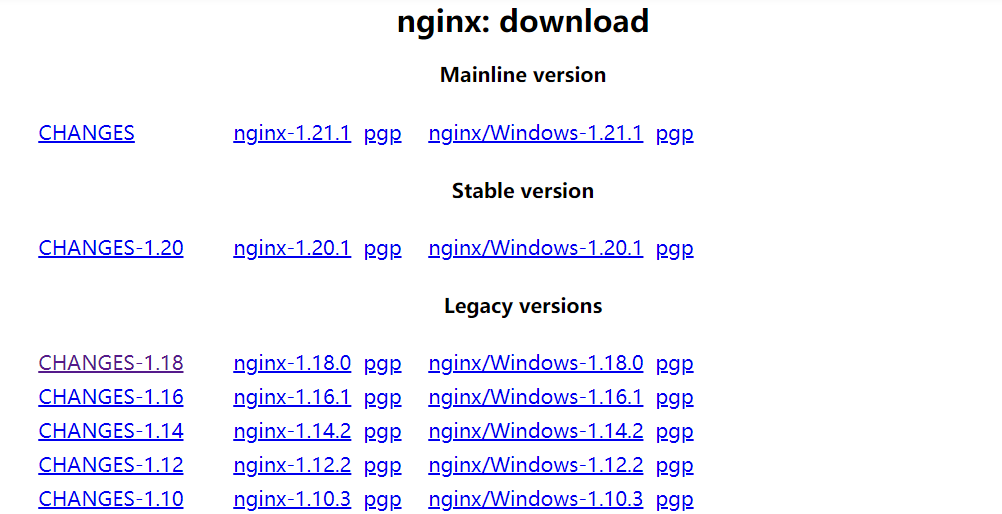 nginx: download
Mainline version
CHANGES nginx-1.21.1 pgp nginx/Windows-1.21.1 pgp
Stable version
CHANGES-1.20 nginx-1.20.1 pgp nginx/Windows-1.20.1 pgp
Legacy versions
CHANGES-1.18 nginx-1.18.0 pgp nginx/Windows-1.18.0 pgp
CHANGES-1.16 nginx-1.16.1 pgp nginx/Windows-1.16.1 pgp
CHANGES-1.14 nginx-1.14.2 pgp nginx/Windows-1.14.2 pgp
CHANGES-1.12 nginx-1.12.2 pgp nginx/Windows-1.12.2 pgp
CHANGES-1.10 nginx-1.10.3 pgp nginx/Windows-1.10.3 pgp